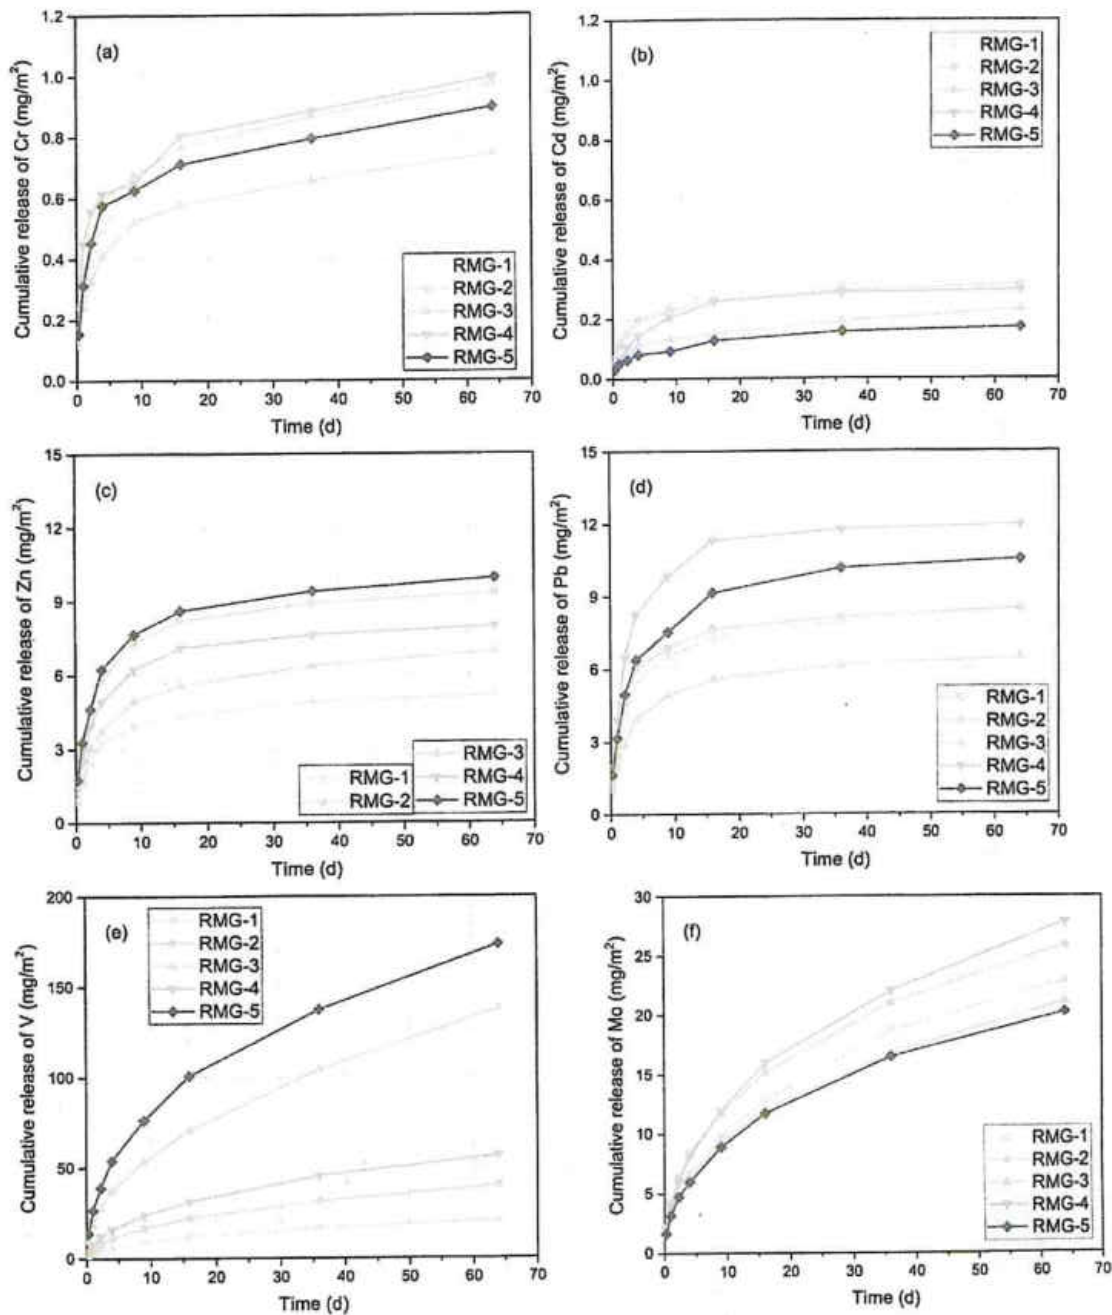 (a)
Cumulative release of Cr (mg/m²)
1.2
1.0
0.8
0.6
0.4
0.2
0.0
RMG-1
RMG-2
RMG-3
RMG-4
RMG-5
0 10 20 30 40 50 60 70
Time (d)
(b)
Cumulative release of Cd (mg/m²)
1.2
1.0
0.8
0.6
0.4
0.2
0.0
RMG-1
RMG-2
RMG-3
RMG-4
RMG-5
0 10 20 30 40 50 60 70
Time (d)
(c)
Cumulative release of Zn (mg/m²)
15
12
9
6
3
0
RMG-1
RMG-2
RMG-3
RMG-4
RMG-5
0 10 20 30 40 50 60 70
Time (d)
(d)
Cumulative release of Pb (mg/m²)
15
12
9
6
3
0
RMG-1
RMG-2
RMG-3
RMG-4
RMG-5
0 10 20 30 40 50 60 70
Time (d)
(e)
Cumulative release of V (mg/m²)
200
150
100
50
0
RMG-1
RMG-2
RMG-3
RMG-4
RMG-5
0 10 20 30 40 50 60 70
Time (d)
(f)
Cumulative release of Mo (mg/m²)
30
25
20
15
10
5
0
RMG-1
RMG-2
RMG-3
RMG-4
RMG-5
0 10 20 30 40 50 60 70
Time (d)